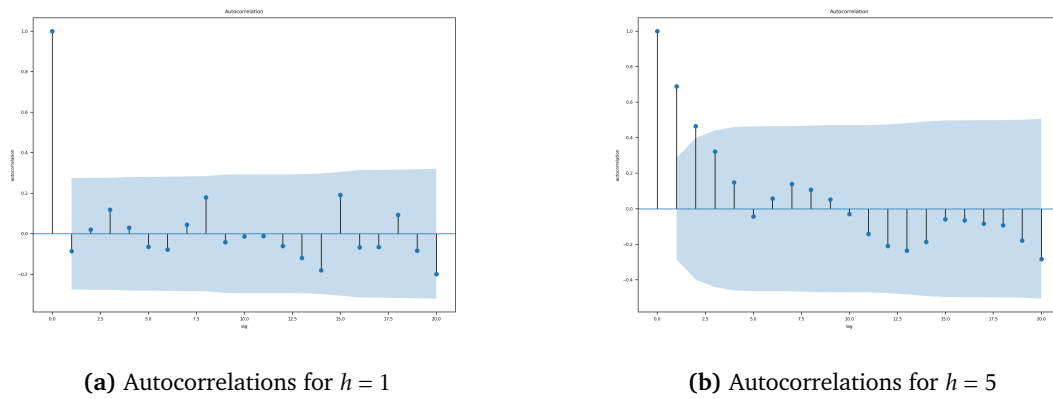 Autocorrelation
1.0
0.8
0.6
0.4
0.2
0.0
−0.2
autocorrelation
0.0 2.5 5.0 7.5 10.0 12.5 15.0 17.5 20.0
lag
(a) Autocorrelations for h = 1
Autocorrelation
1.0
0.8
0.6
0.4
0.2
0.0
−0.2
−0.4
autocorrelation
0.0 2.5 5.0 7.5 10.0 12.5 15.0 17.5 20.0
lag
(b) Autocorrelations for h = 5